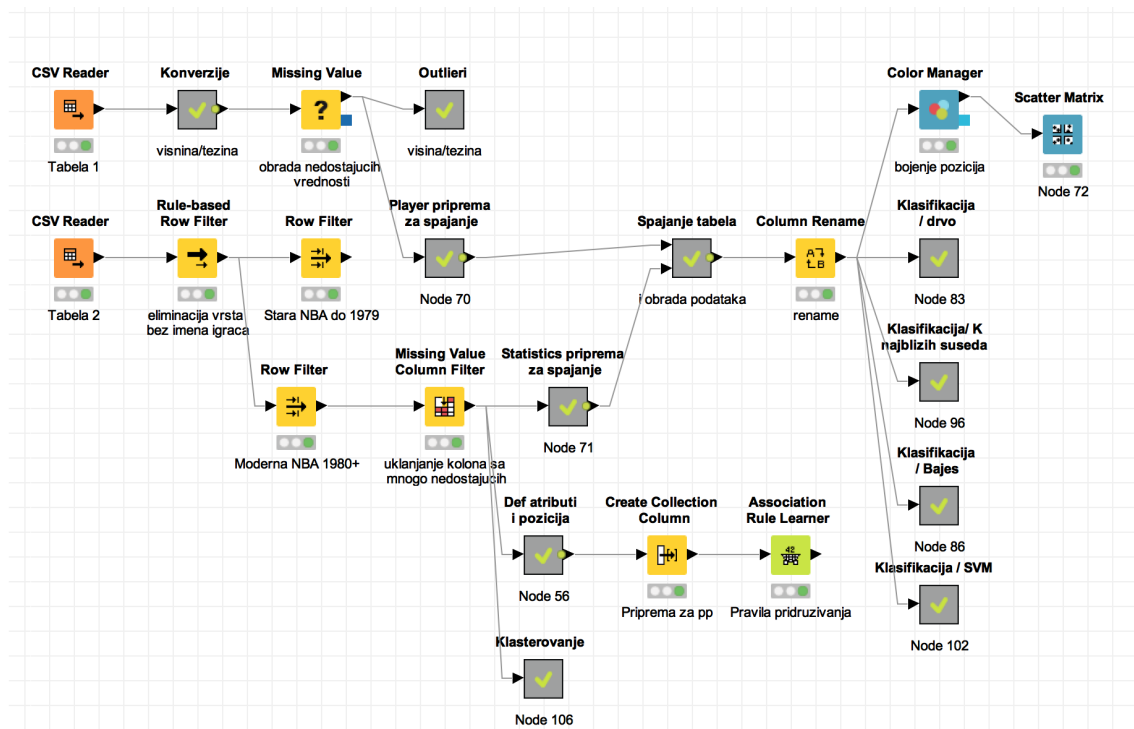 CSV Reader
Konverzije
Missing Value
Outlieri
Color Manager
Scatter Matrix
?
Tabela 1
visnina/tezina
obrada nedostajucih
vrednosti
visina/tezina
bojenje pozicija
Node 72
CSV Reader
Rule-based
Row Filter
Row Filter
Player priprema
za spajanje
Spajanje tabela
Column Rename
Klasifikacija
/ drvo
A
B
Tabela 2
eliminacija vrsta
bez imena igraca
Stara NBA do 1979
Node 70
i obrada podataka
rename
Node 83
Row Filter
Missing Value
Column Filter
Statistics priprema
za spajanje
Klasifikacija/ K
najblizih suseda
Moderna NBA 1980+
uklanjanje kolona sa
mnogo nedostajucih
Node 71
Node 96
Def atributi
i pozicija
Create Collection
Column
Association
Rule Learner
Klasifikacija
/ Bajes
42
Node 56
Priprema za pp
Pravila pridruzivanja
Node 86
Klasifikacija / SVM
Node 102
Klasterovanje
Node 106